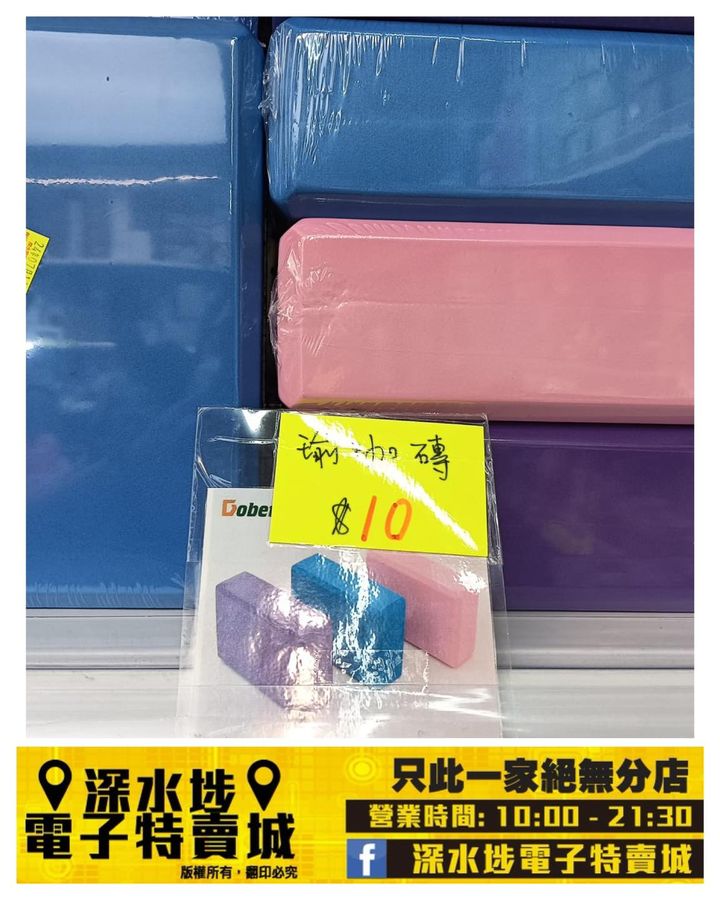 瑜加磚
$10
深水埗
電子特賣城
版權所有，翻印必究
只此一家絕無分店
營業時間: 10:00 - 21:30
f 深水埗電子特賣城